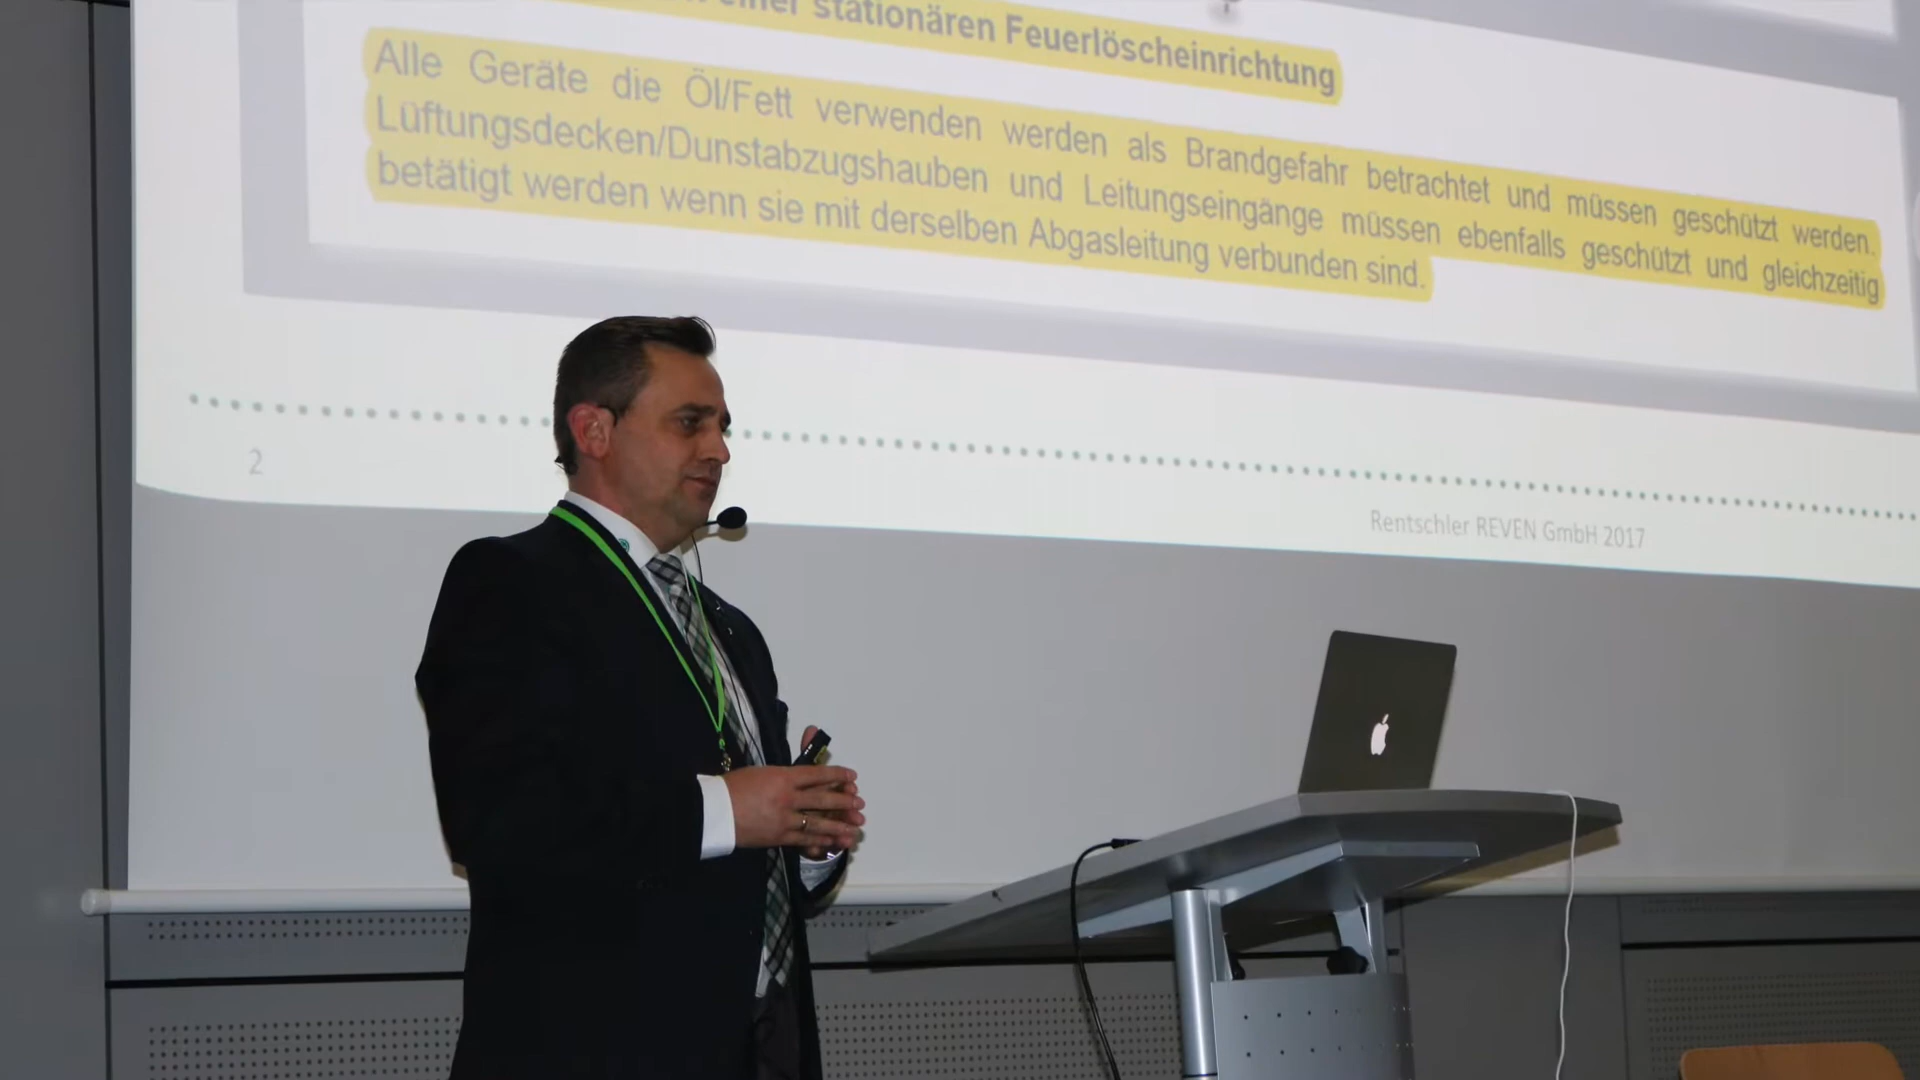 einer stationären Feuerlöscheinrichtung
Alle Geräte die Öl/Fett verwenden werden als Brandgefahr betrachtet und müssen geschützt werden.
Lüftungsdecken/Dunstabzugshauben und Leitungseingänge müssen ebenfalls geschützt und gleichzeitig
betätigt werden wenn sie mit derselben Abgasleitung verbunden sind.
2
Rentschler REVEN GmbH 2017